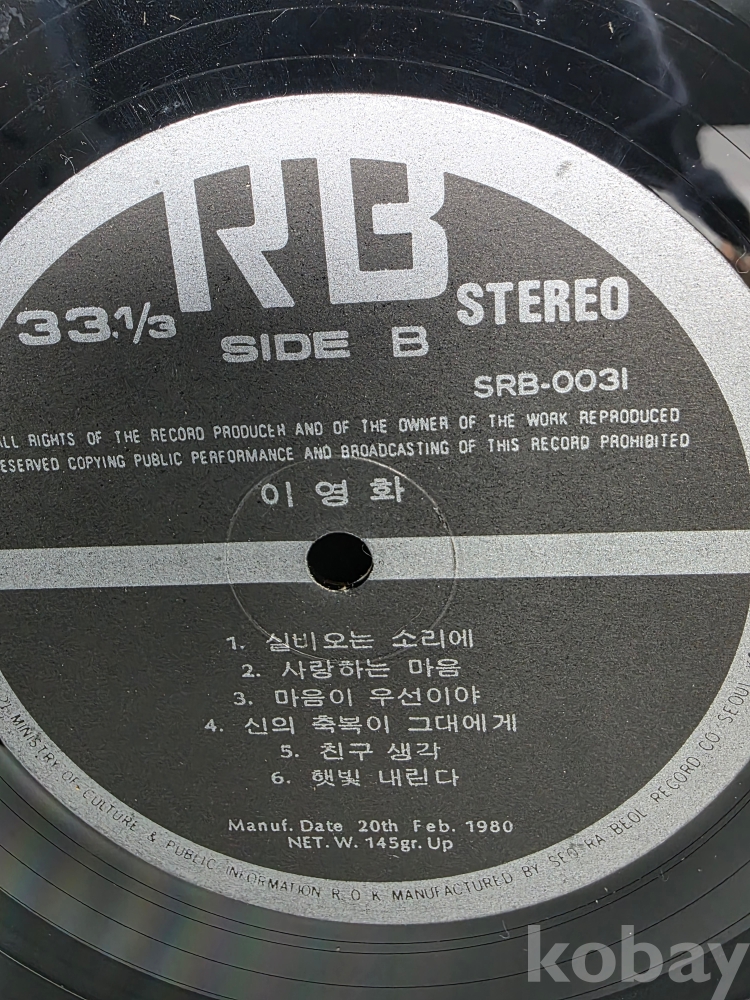 RB
33.1/3
STEREO
SIDE B
SRB-0031
ALL RIGHTS OF THE RECORD PRODUCER AND OF THE OWNER OF THE WORK REPRODUCED
RESERVED COPYING PUBLIC PERFORMANCE AND BROADCASTING OF THIS RECORD PROHIBITED
이영화
1. 실비오는 소리에
2. 사랑하는 마음
3. 마음이 우선이야
4. 신의 축복이 그대에게
5. 친구 생각
6. 햇빛 내린다
Manuf. Date 20th Feb. 1980
NET. W. 145gr. Up
MINISTRY OF CULTURE & PUBLIC INFORMATION R.O.K MANUFACTURED BY SEO-RA-BEOL RECORD CO. SEOUL
kobay